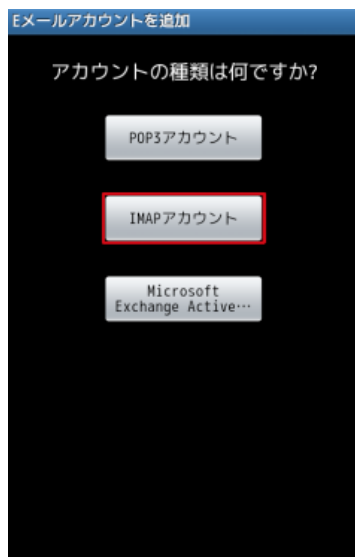 Eメールアカウントを追加
アカウントの種類は何ですか?
POP3アカウント
IMAPアカウント
Microsoft
Exchange Active…